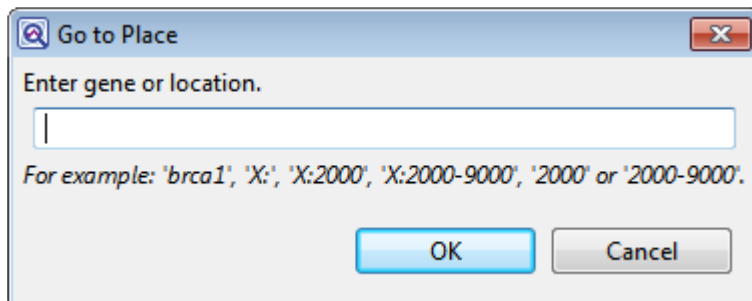 Go to Place
Enter gene or location.
For example: 'brca1', 'X:', 'X:2000', 'X:2000-9000', '2000' or '2000-9000'.
OK Cancel